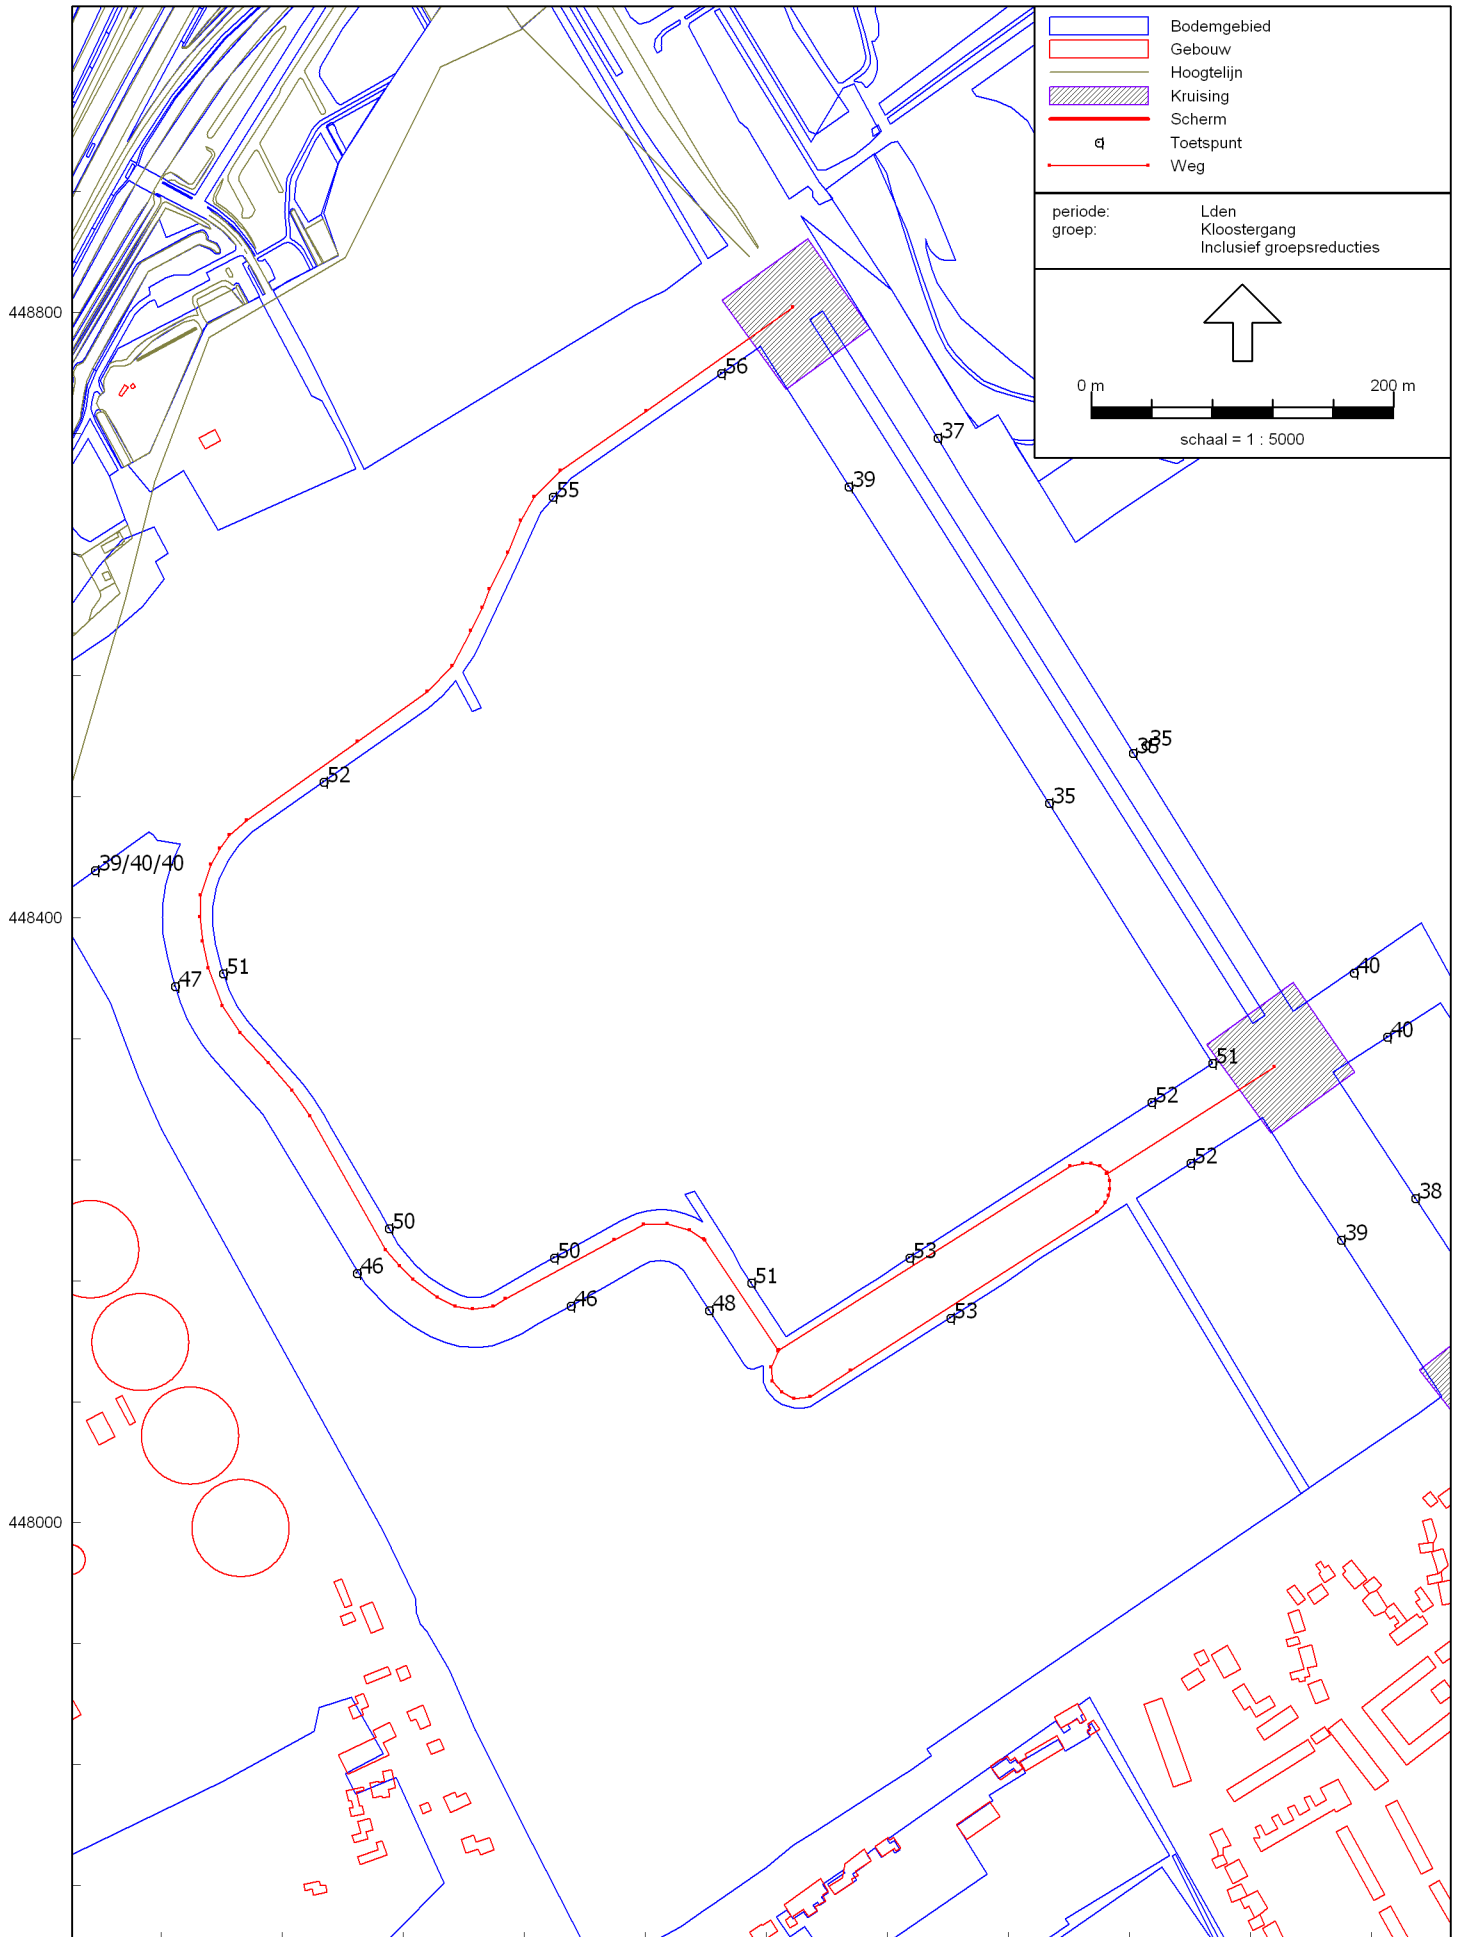 Bodemgebied
Gebouw
Hoogtelijn
Kruising
Scherm
Toetspunt
Weg
periode: Lden
groep: Kloostergang
Inclusief groepsreducties
0 m 200 m
schaal = 1 : 5000
448800
56
37
39
55
35
35
52
35
39/40/40
448400
51
47
40
40
51
52
52
38
50
39
50
53
46
51
46
48
53
448000